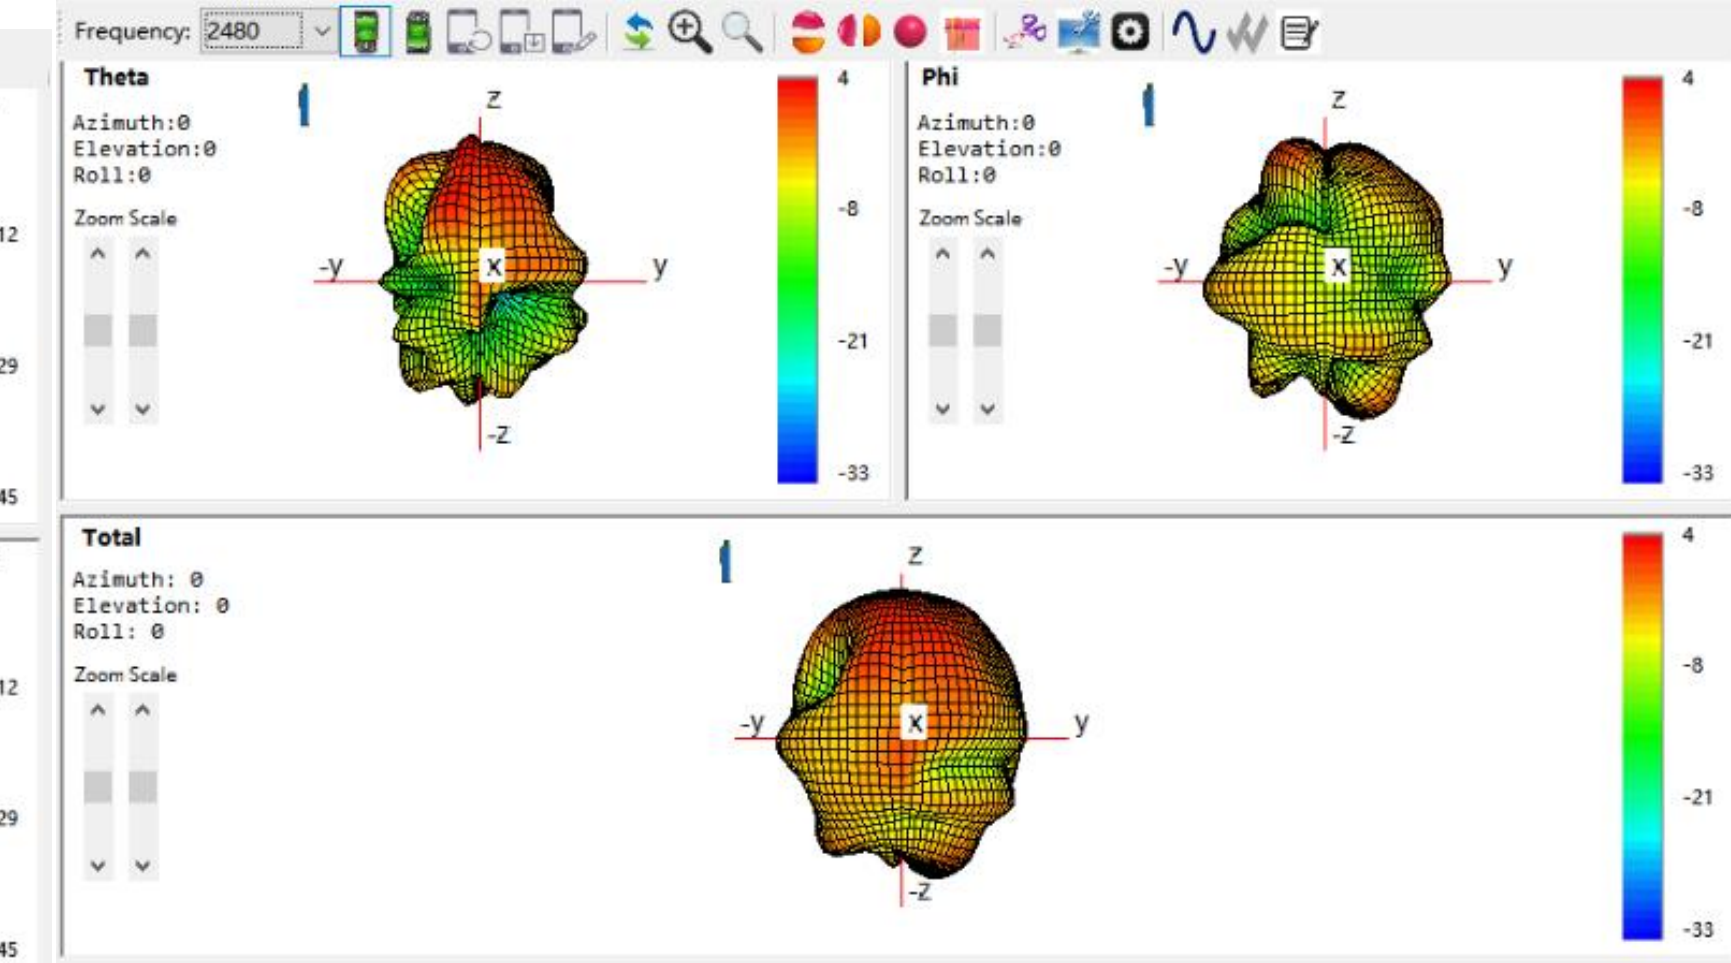 Frequency: 2480
Theta
Azimuth:0
Elevation:0
Roll:0
Zoom Scale
z
-y
x
y
-z
4
-8
-21
-33
Phi
Azimuth:0
Elevation:0
Roll:0
Zoom Scale
z
-y
x
y
-z
4
-8
-21
-33
12
29
45
Total
Azimuth: 0
Elevation: 0
Roll: 0
Zoom Scale
z
-y
x
y
-z
4
-8
-21
-33
12
29
45